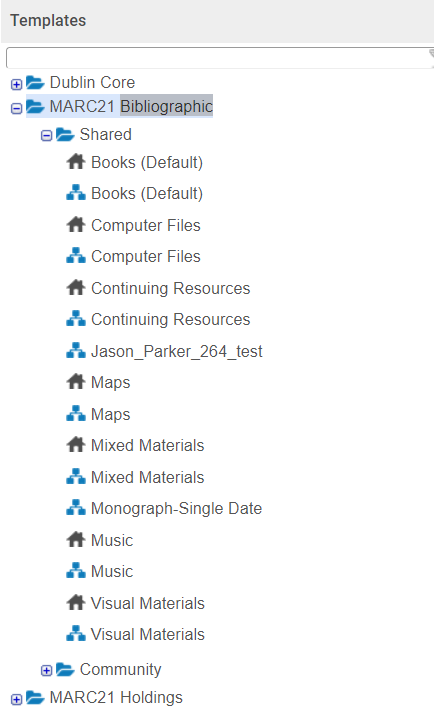 Templates
Dublin Core
MARC21 Bibliographic
Shared
Books (Default)
Books (Default)
Computer Files
Computer Files
Continuing Resources
Continuing Resources
Jason_Parker_264_test
Maps
Maps
Mixed Materials
Mixed Materials
Monograph-Single Date
Music
Music
Visual Materials
Visual Materials
Community
MARC21 Holdings